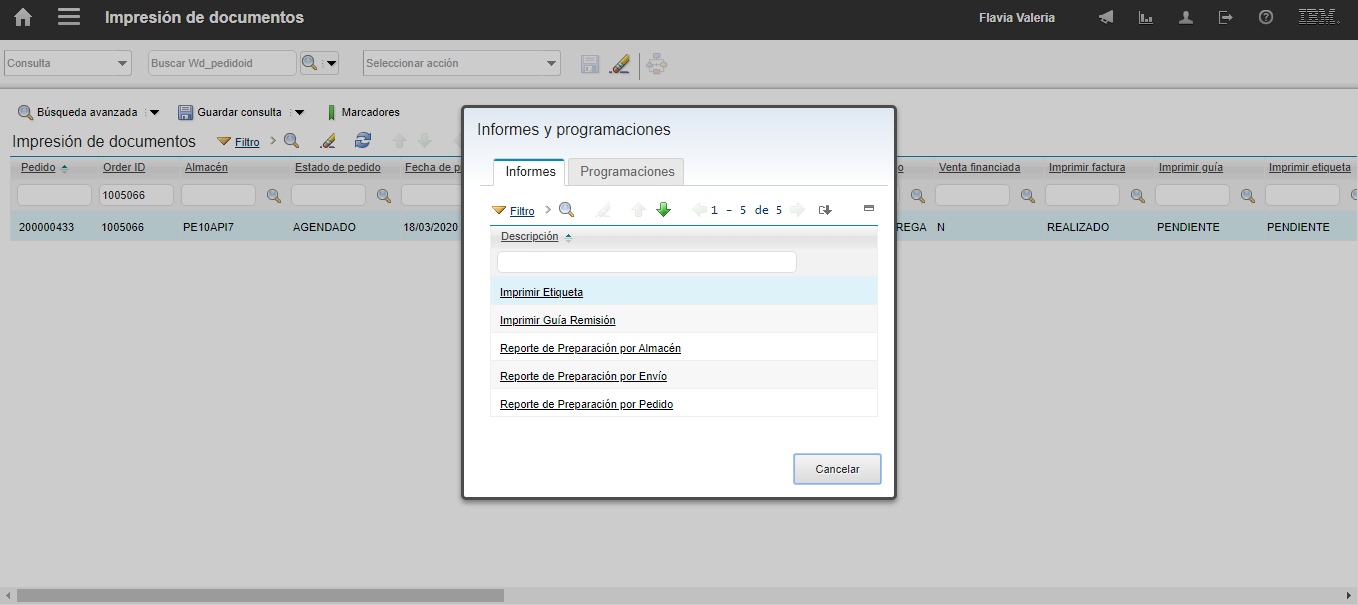 Impresión de documentos
Flavia Valeria
IBM.
Consulta
Buscar Wd_pedidoid
Seleccionar acción
Búsqueda avanzada
Guardar consulta
Marcadores
Impresión de documentos
Filtro
Pedido
Order ID
Almacén
Estado de pedido
Fecha de p
Venta financiada
Imprimir factura
Imprimir guía
Imprimir etiqueta
1005066
200000433
1005066
PE10API7
AGENDADO
18/03/2020
REGA
N
REALIZADO
PENDIENTE
PENDIENTE
Informes y programaciones
Informes
Programaciones
Filtro
1 - 5 de 5
Descripción
Imprimir Etiqueta
Imprimir Guía Remisión
Reporte de Preparación por Almacén
Reporte de Preparación por Envío
Reporte de Preparación por Pedido
Cancelar